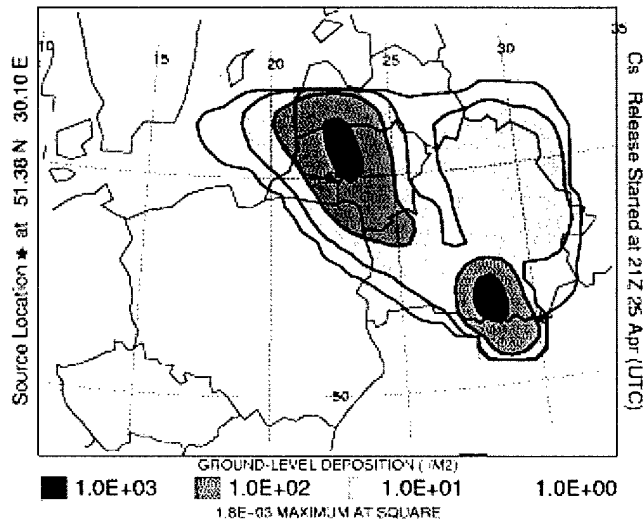 10
15
20
25
30
35
50
Source Location ★ at 51.38 N 30.10 E
Cs Release Started at 21 Z 25 Apr (UTC)
GROUND-LEVEL DEPOSITION ( /M2)
1.0E+03 1.0E+02 1.0E+01 1.0E+00
1.8E+03 MAXIMUM AT SQUARE